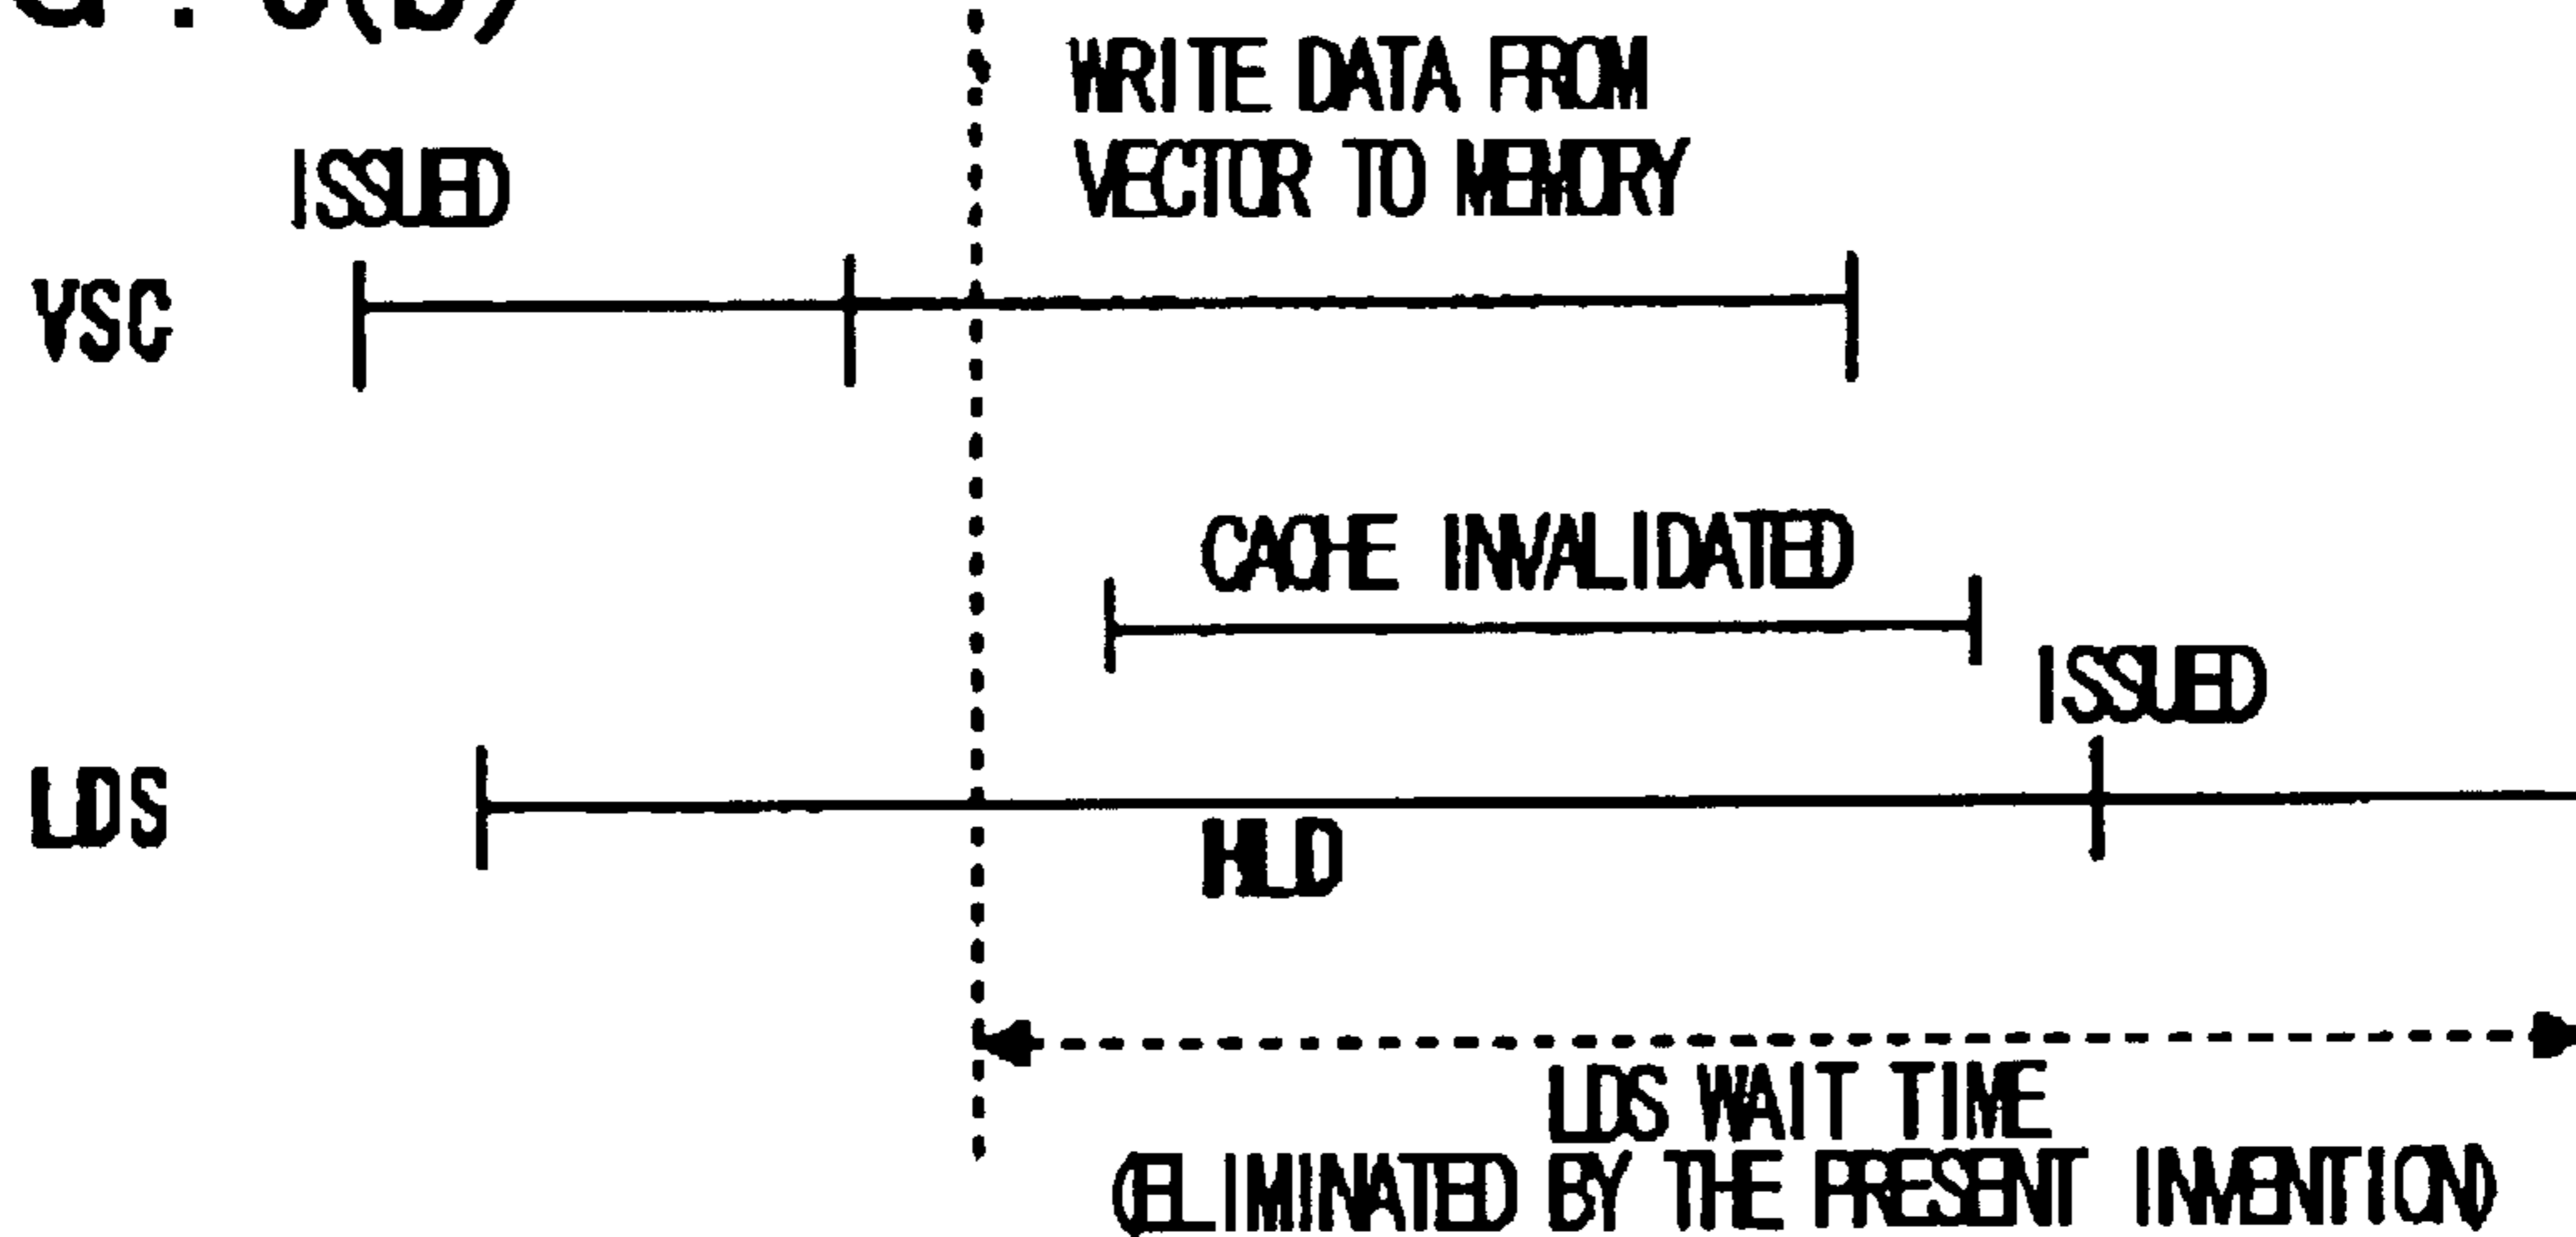 WRITE DATA FROM
VECTOR TO MEMORY
ISSUED
VSC
CACHE INVALIDATED
ISSUED
LDS
HLD
LDS WAIT TIME
(ELIMINATED BY THE PRESENT INVENTION)